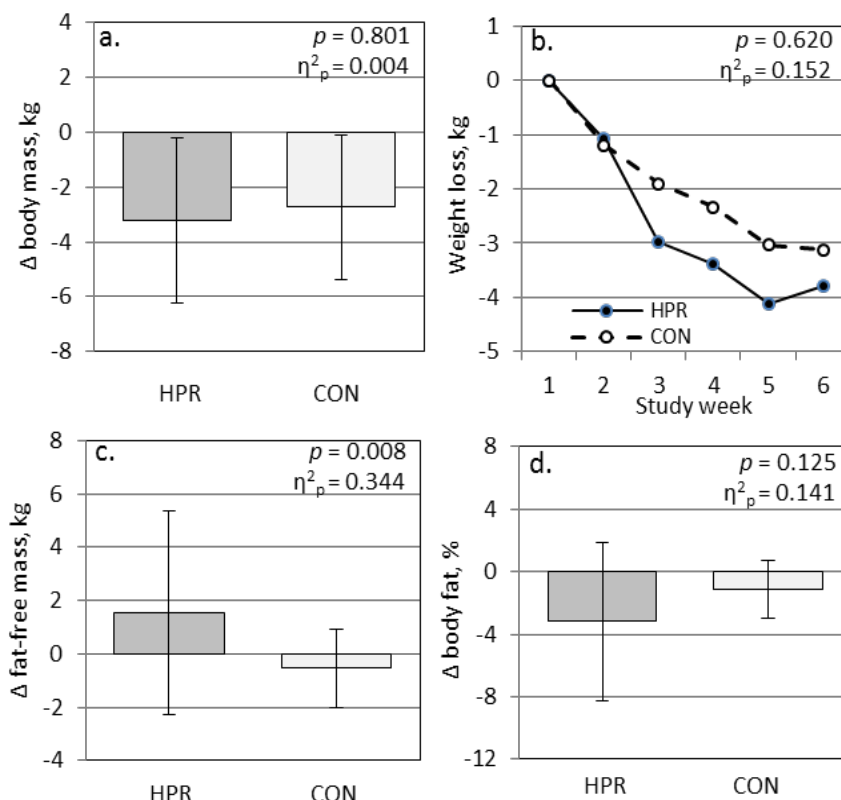 a.
p = 0.801
η²ₚ = 0.004
4
2
0
-2
-4
-6
-8
Δ body mass, kg
HPR CON
b.
p = 0.620
η²ₚ = 0.152
1
0
-1
-2
-3
-4
-5
Weight loss, kg
HPR
CON
1 2 3 4 5 6
Study week
c.
p = 0.008
η²ₚ = 0.344
8
6
4
2
0
-2
-4
Δ fat-free mass, kg
HPR CON
d.
p = 0.125
η²ₚ = 0.141
8
4
0
-4
-8
-12
Δ body fat, %
HPR CON